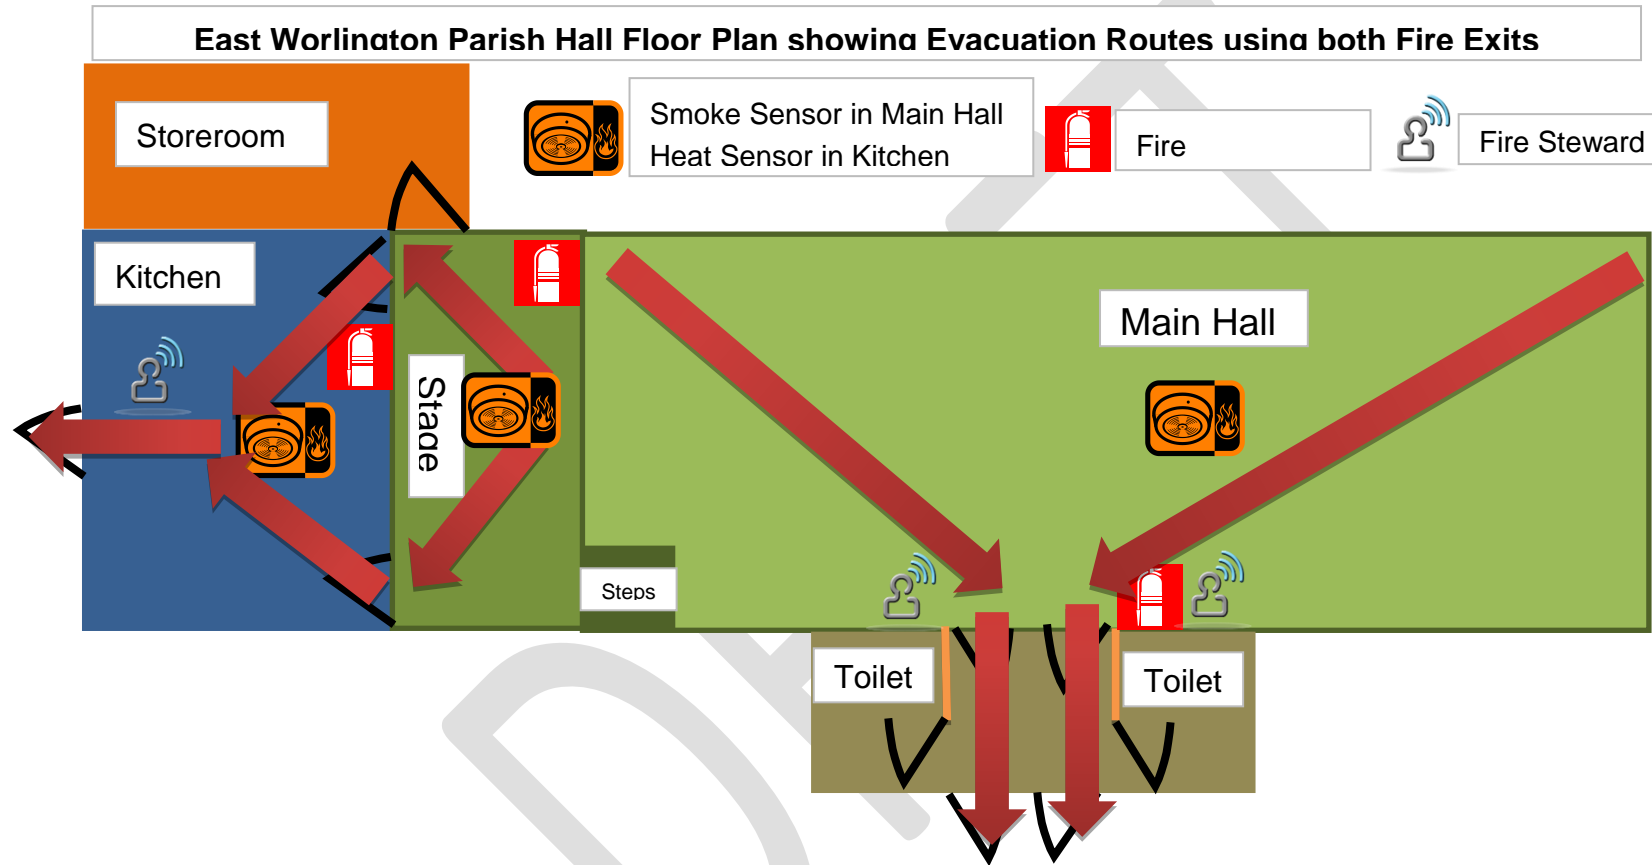 East Worlington Parish Hall Floor Plan showing Evacuation Routes using both Fire Exits
Storeroom
Smoke Sensor in Main Hall
Heat Sensor in Kitchen
Fire
Fire Steward
Kitchen
Main Hall
Stage
Steps
Toilet
Toilet